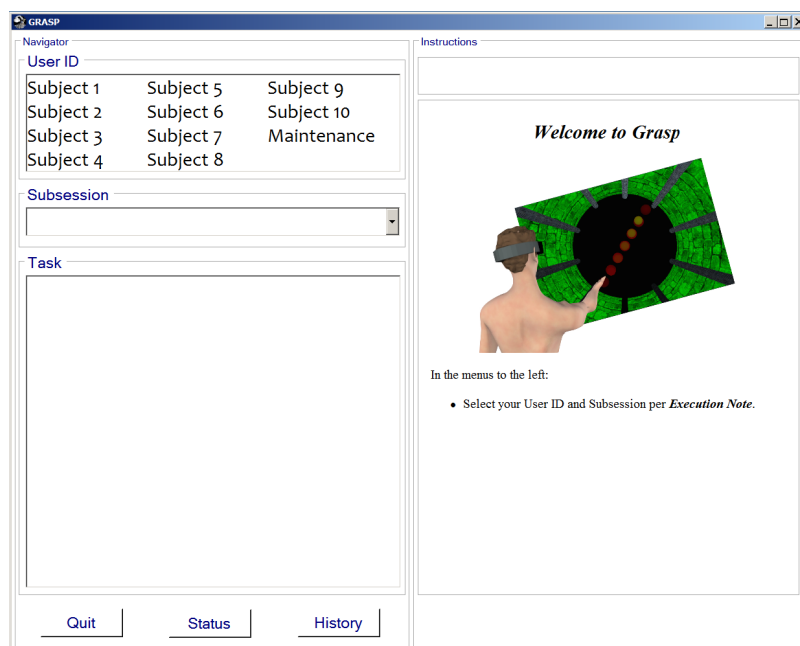 GRASP
Navigator
User ID
Subject 1 Subject 5 Subject 9
Subject 2 Subject 6 Subject 10
Subject 3 Subject 7 Maintenance
Subject 4 Subject 8
Subsession
Task
Quit Status History
Instructions
Welcome to Grasp
In the menus to the left:
• Select your User ID and Subsession per Execution Note.